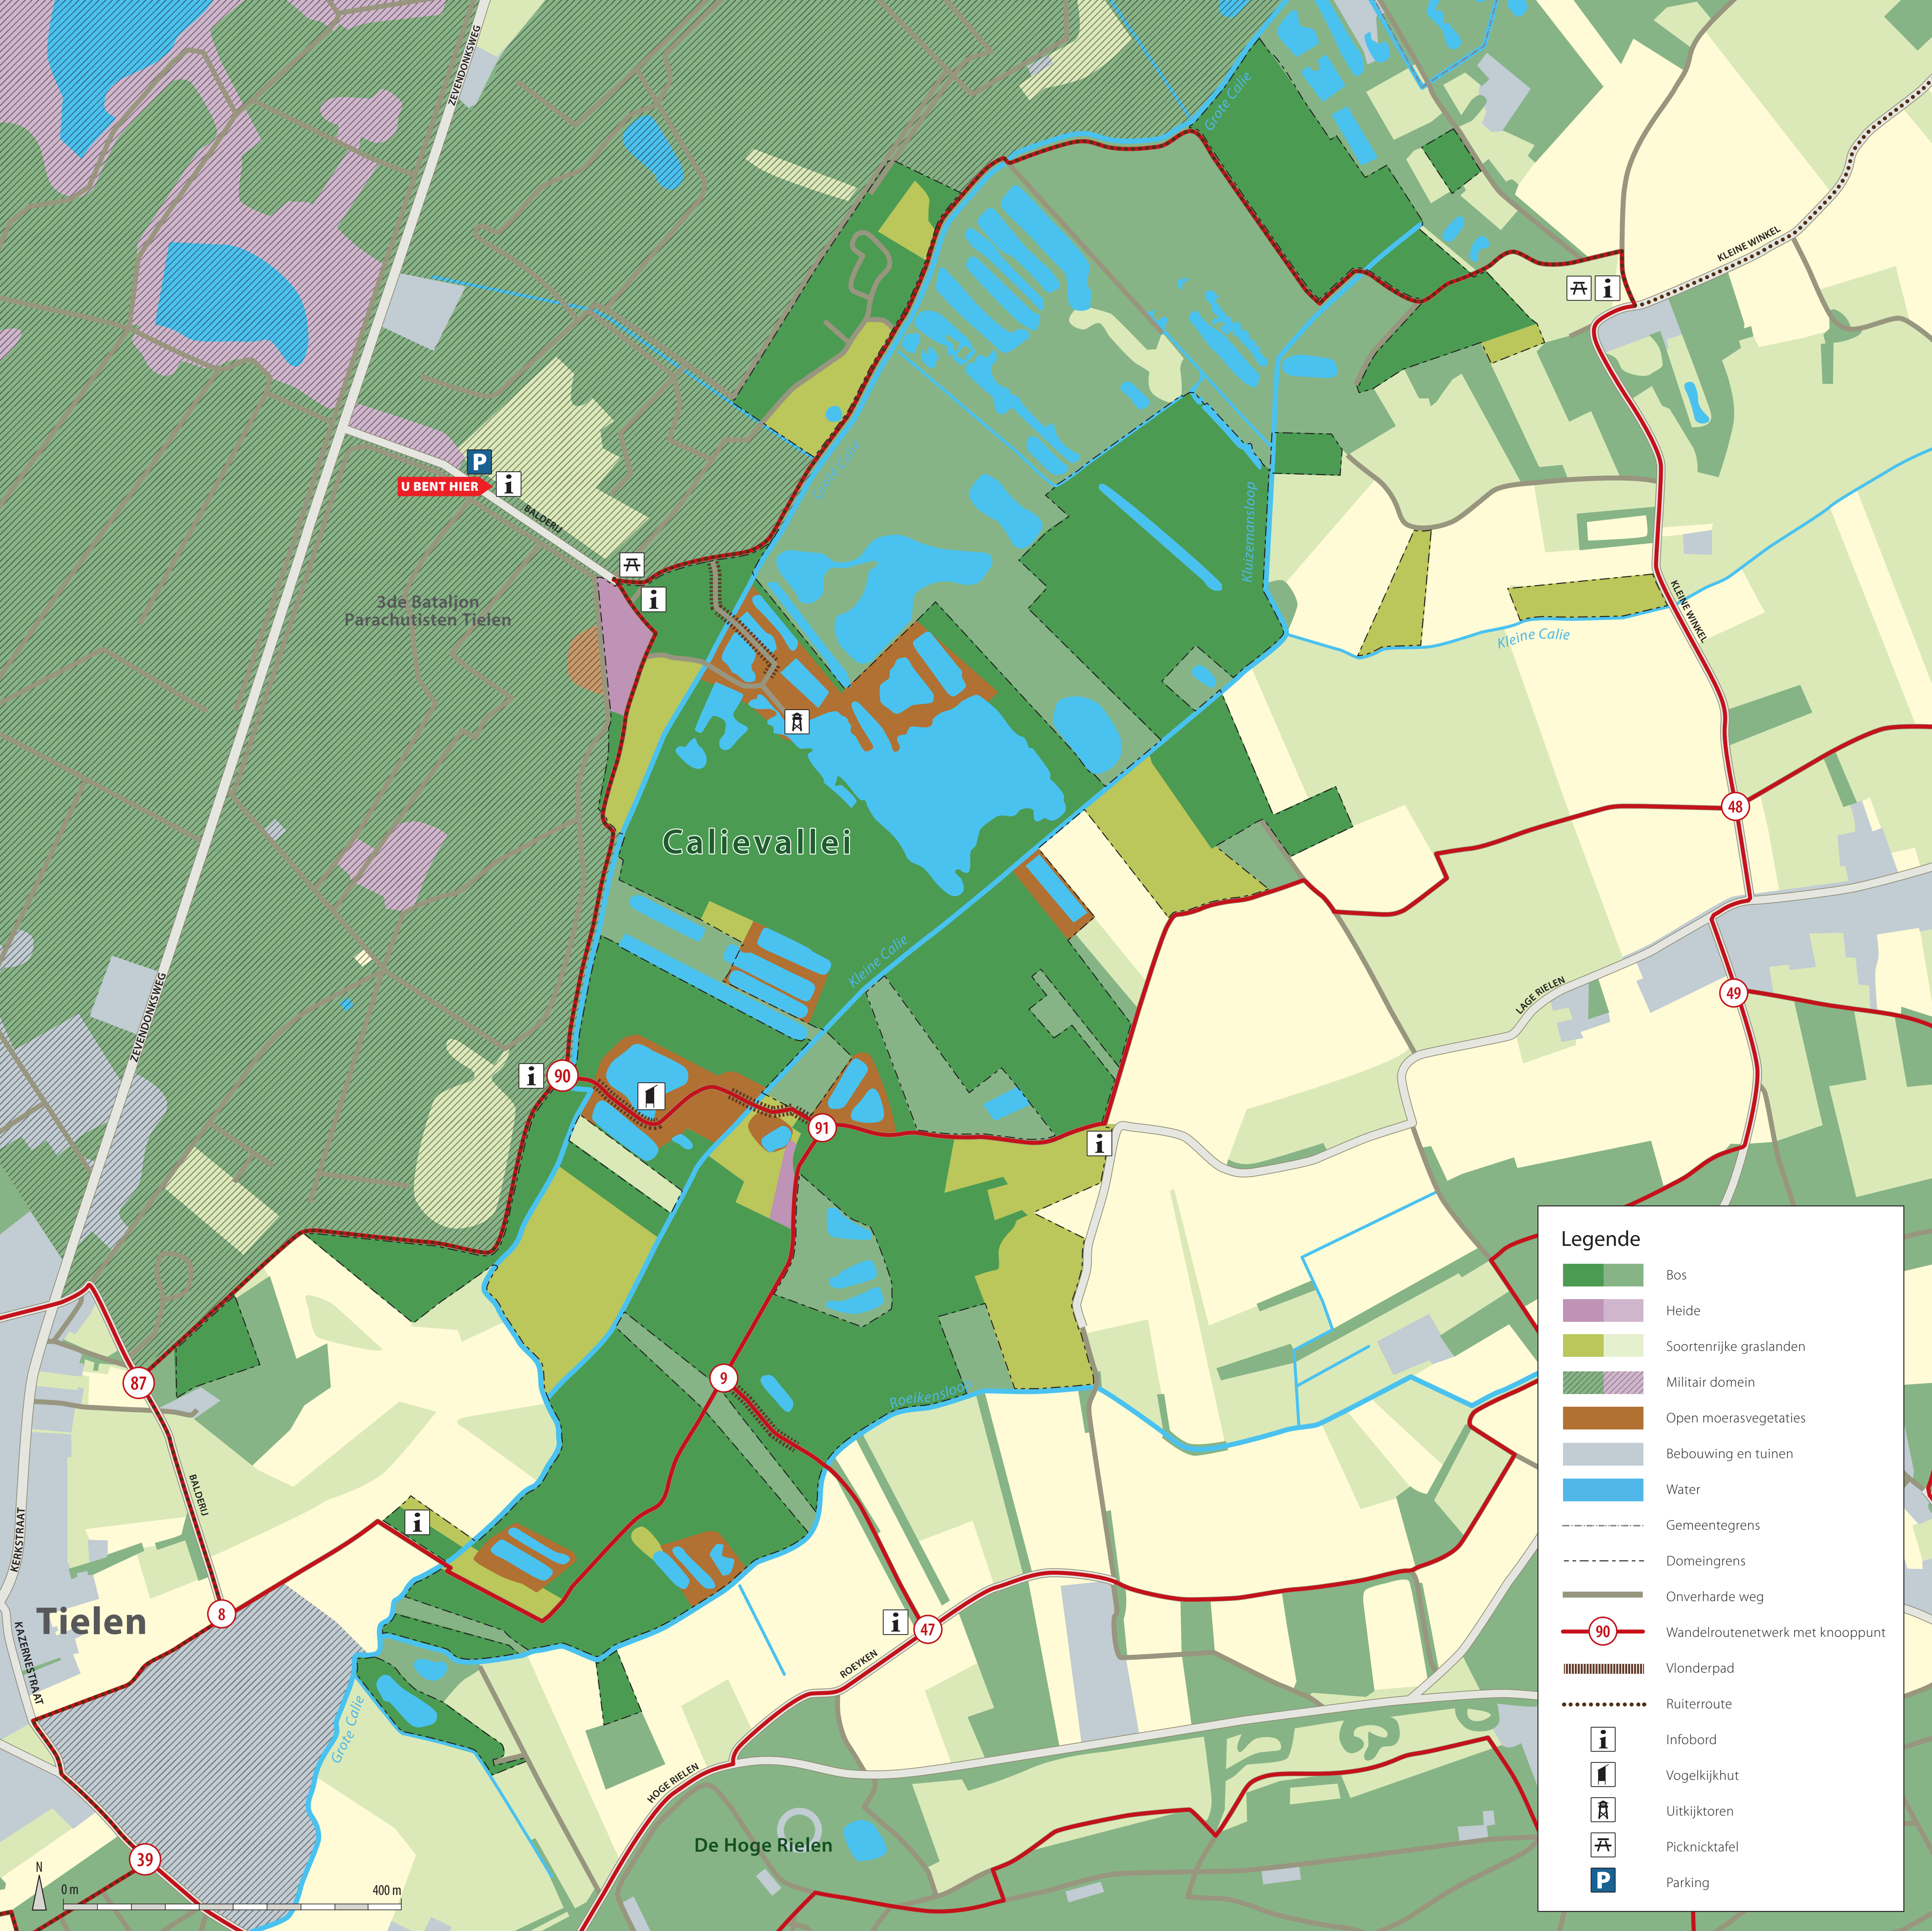 ZEVENDONKSWEG
Grote Calie
KLEINE WINKEL
i
P
U BENT HIER
i
BALDERIJ
Grote Calie
Kluizemansloop
i
3de Bataljon
Parachutisten Tielen
Kleine Calie
KLEINE WINKEL
Calievallei
48
Kleine Calie
LAGE RIELEN
49
ZEVENDONKSWEG
i
90
91
i
87
9
Roeikensloop
BALDERIJ
KERKSTRAAT
i
Tielen
8
KAZERNESTRAAT
i
47
ROEYKEN
Grote Calie
HOGE RIELEN
De Hoge Rielen
39
N
0 m
400 m
Legende
Bos
Heide
Soortenrijke graslanden
Militair domein
Open moerasvegetaties
Bebouwing en tuinen
Water
Gemeentegrens
Domeingrens
Onverharde weg
90 Wandelroutenetwerk met knooppunt
Vlonderpad
Ruiterroute
i Infobord
Vogelkijkhut
Uitkijktoren
Picknicktafel
P Parking